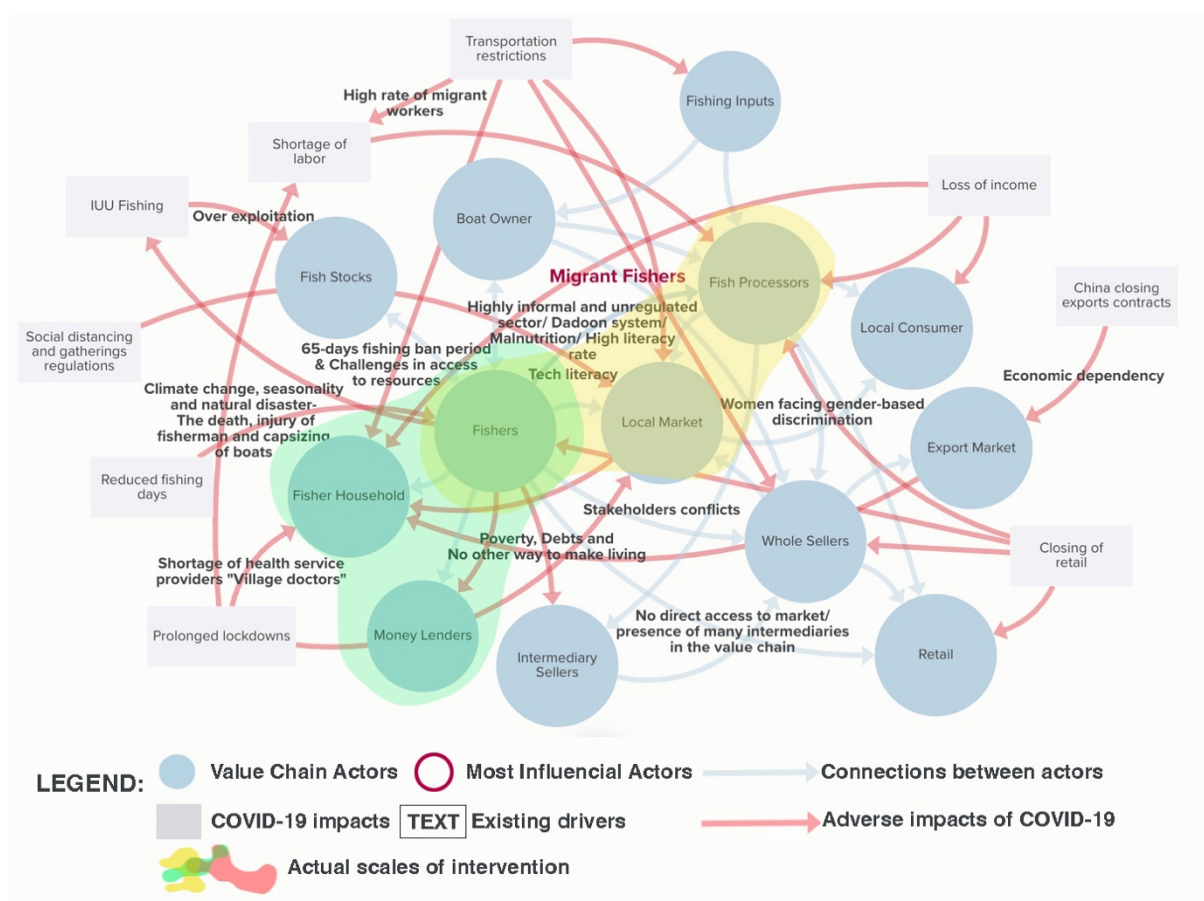 Transportation
restrictions
Fishing Inputs
High rate of migrant
workers
Shortage of
labor
Loss of income
IUU Fishing
Over exploitation
Boat Owner
Fish Stocks
Migrant Fishers
Fish Processors
China closing
exports contracts
Highly informal and unregulated
sector/ Dadoon system/
Malnutrition/ High literacy
rate
Local Consumer
Social distancing
and gatherings
regulations
65-days fishing ban period
& Challenges in access
to resources
Tech literacy
Economic dependency
Climate change, seasonality
and natural disaster-
The death, injury of
fisherman and capsizing
of boats
Fishers
Local Market
Women facing gender-based
discrimination
Export Market
Reduced fishing
days
Fisher Household
Stakeholders conflicts
Whole Sellers
Closing of
retail
Poverty, Debts and
No other way to make living
Shortage of health service
providers "Village doctors"
Prolonged lockdowns
Money Lenders
Intermediary
Sellers
No direct access to market/
presence of many intermediaries
in the value chain
Retail
LEGEND:
Value Chain Actors
Most Influencial Actors
Connections between actors
COVID-19 impacts
TEXT
Existing drivers
Adverse impacts of COVID-19
Actual scales of intervention